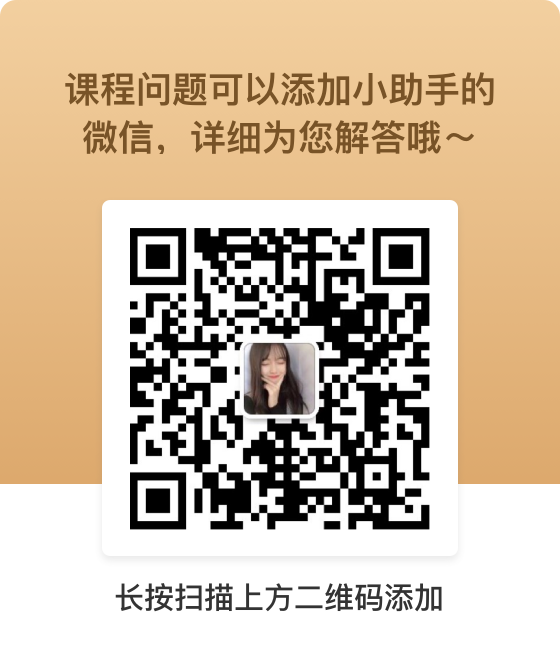 课程问题可以添加小助手的
微信，详细为您解答哦～
长按扫描上方二维码添加